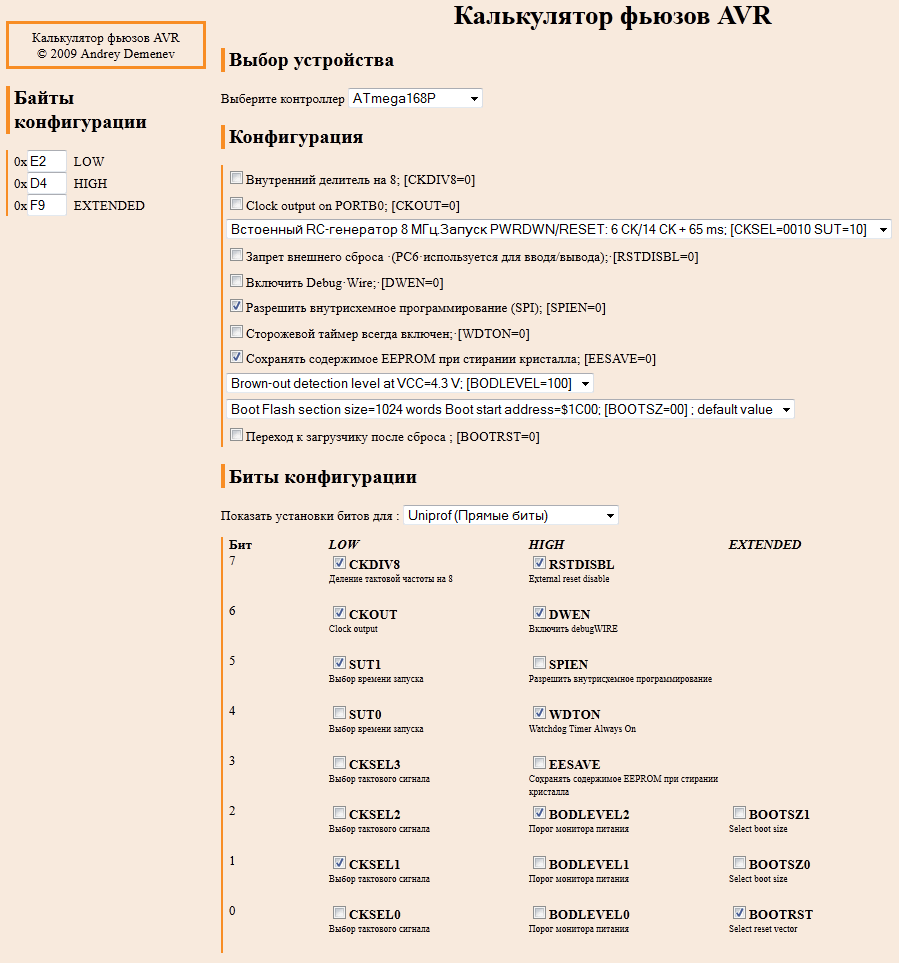 Калькулятор фьюзов AVR
Калькулятор фьюзов AVR
© 2009 Andrey Demenev
Байты
конфигурации
0x E2 LOW
0x D4 HIGH
0x F9 EXTENDED
Выбор устройства
Выберите контроллер ATmega168P
Конфигурация
Внутренний делитель на 8; [CKDIV8=0]
Clock output on PORTB0; [CKOUT=0]
Встоенный RC-генератор 8 МГц.Запуск PWRDWN/RESET: 6 CK/14 CK + 65 ms; [CKSEL=0010 SUT=10]
Запрет внешнего сброса ·(PC6·используется для вводя/вывода);·[RSTDISBL=0]
Включить Debug·Wire;·[DWEN=0]
Разрешить внутрисхемное программирование (SPI); [SPIEN=0]
Сторожевой таймер всегда включен;·[WDTON=0]
Сохранять содержимое EEPROM при стирании кристалла; [EESAVE=0]
Brown-out detection level at VCC=4.3 V; [BODLEVEL=100]
Boot Flash section size=1024 words Boot start address=$1C00; [BOOTSZ=00] ; default value
Переход к загрузчику после сброса ; [BOOTRST=0]
Биты конфигурации
Показать установки битов для : Uniprof (Прямые биты)
Бит LOW HIGH EXTENDED
7 CKDIV8 RSTDISBL
Деление тактовой частоты на 8 External reset disable
6 CKOUT DWEN
Clock output Включить debugWIRE
5 SUT1 SPIEN
Выбор времени запуска Разрешить внутрисхемное программирование
4 SUT0 WDTON
Выбор времени запуска Watchdog Timer Always On
3 CKSEL3 EESAVE
Выбор тактового сигнала Сохранять содержимое EEPROM при стирании
кристалла
2 CKSEL2 BODLEVEL2 BOOTSZ1
Выбор тактового сигнала Порог монитора питания Select boot size
1 CKSEL1 BODLEVEL1 BOOTSZ0
Выбор тактового сигнала Порог монитора питания Select boot size
0 CKSEL0 BODLEVEL0 BOOTRST
Выбор тактового сигнала Порог монитора питания Select reset vector